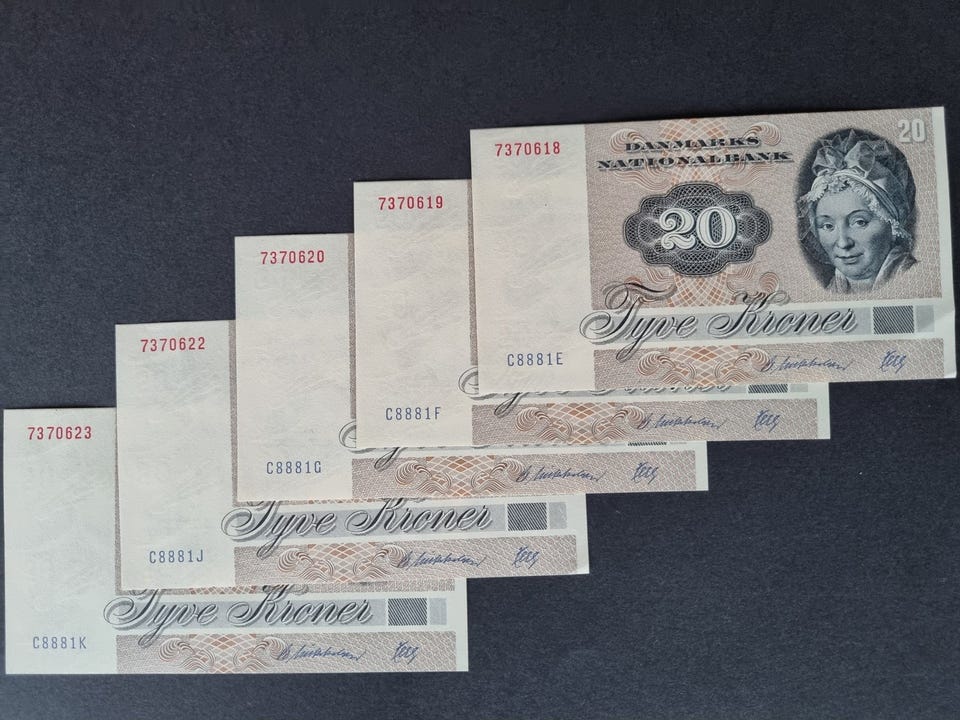 7370618
DANMARKS
NATIONALBANK
20
20
Tyve Kroner
C8881E
7370619
C8881F
7370620
C8881G
7370622
Tyve Kroner
C8881J
7370623
Tyve Kroner
C8881K